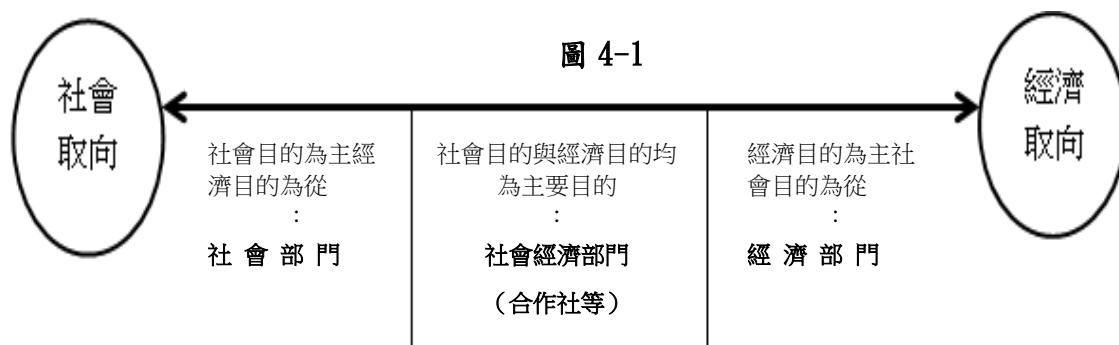 圖 4-1
社會
取向
經濟
取向
社會目的為主經
濟目的為從
:
社 會 部 門
社會目的與經濟目的均
為主要目的
:
社會經濟部門
（合作社等）
經濟目的為主社
會目的為從
:
經 濟 部 門